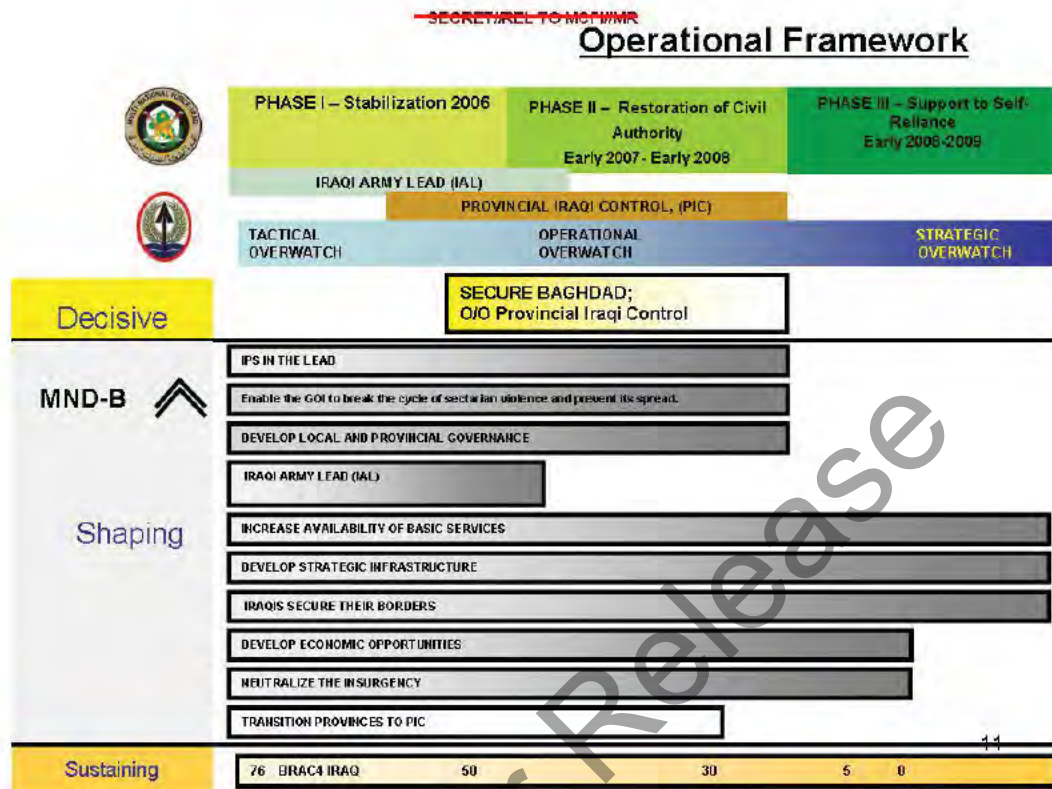 SECRET//REL TO MCFI//MR
Operational Framework
PHASE I – Stabilization 2006
PHASE II – Restoration of Civil
Authority
Early 2007- Early 2008
PHASE III – Support to Self-
Reliance
Early 2008-2009
IRAQI ARMY LEAD (IAL)
PROVINCIAL IRAQI CONTROL, (PIC)
TACTICAL
OVERWATCH
OPERATIONAL
OVERWATCH
STRATEGIC
OVERWATCH
Decisive
SECURE BAGHDAD;
O/O Provincial Iraqi Control
MND-B
IPS IN THE LEAD
Enable the GOI to break the cycle of sectarian violence and prevent its spread.
DEVELOP LOCAL AND PROVINCIAL GOVERNANCE
IRAQI ARMY LEAD (IAL)
Shaping
INCREASE AVAILABILITY OF BASIC SERVICES
DEVELOP STRATEGIC INFRASTRUCTURE
IRAQIS SECURE THEIR BORDERS
DEVELOP ECONOMIC OPPORTUNITIES
NEUTRALIZE THE INSURGENCY
TRANSITION PROVINCES TO PIC
11
Sustaining
76 BRAC4 IRAQ 50 30 5 0
r Release